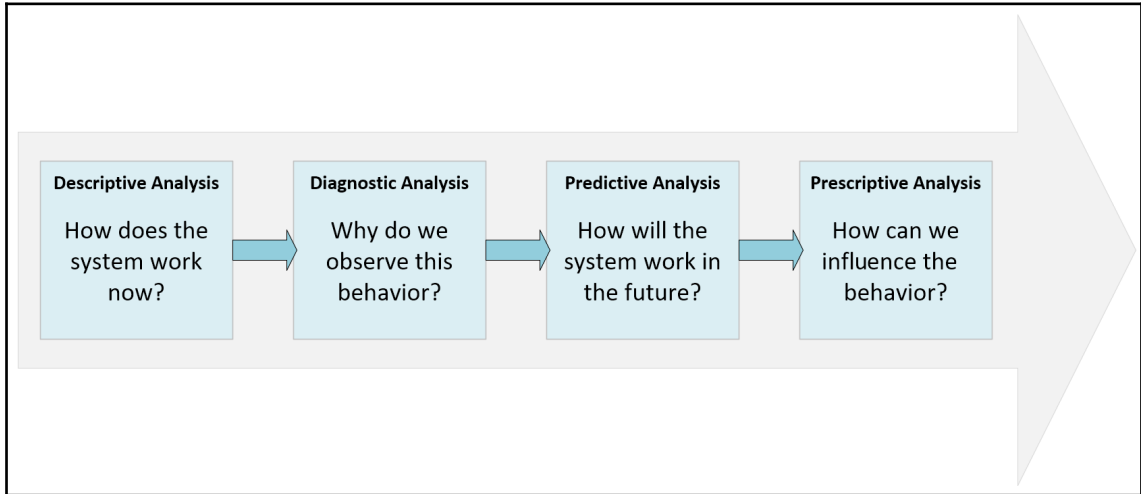 Descriptive Analysis
How does the
system work
now?
Diagnostic Analysis
Why do we
observe this
behavior?
Predictive Analysis
How will the
system work in
the future?
Prescriptive Analysis
How can we
influence the
behavior?